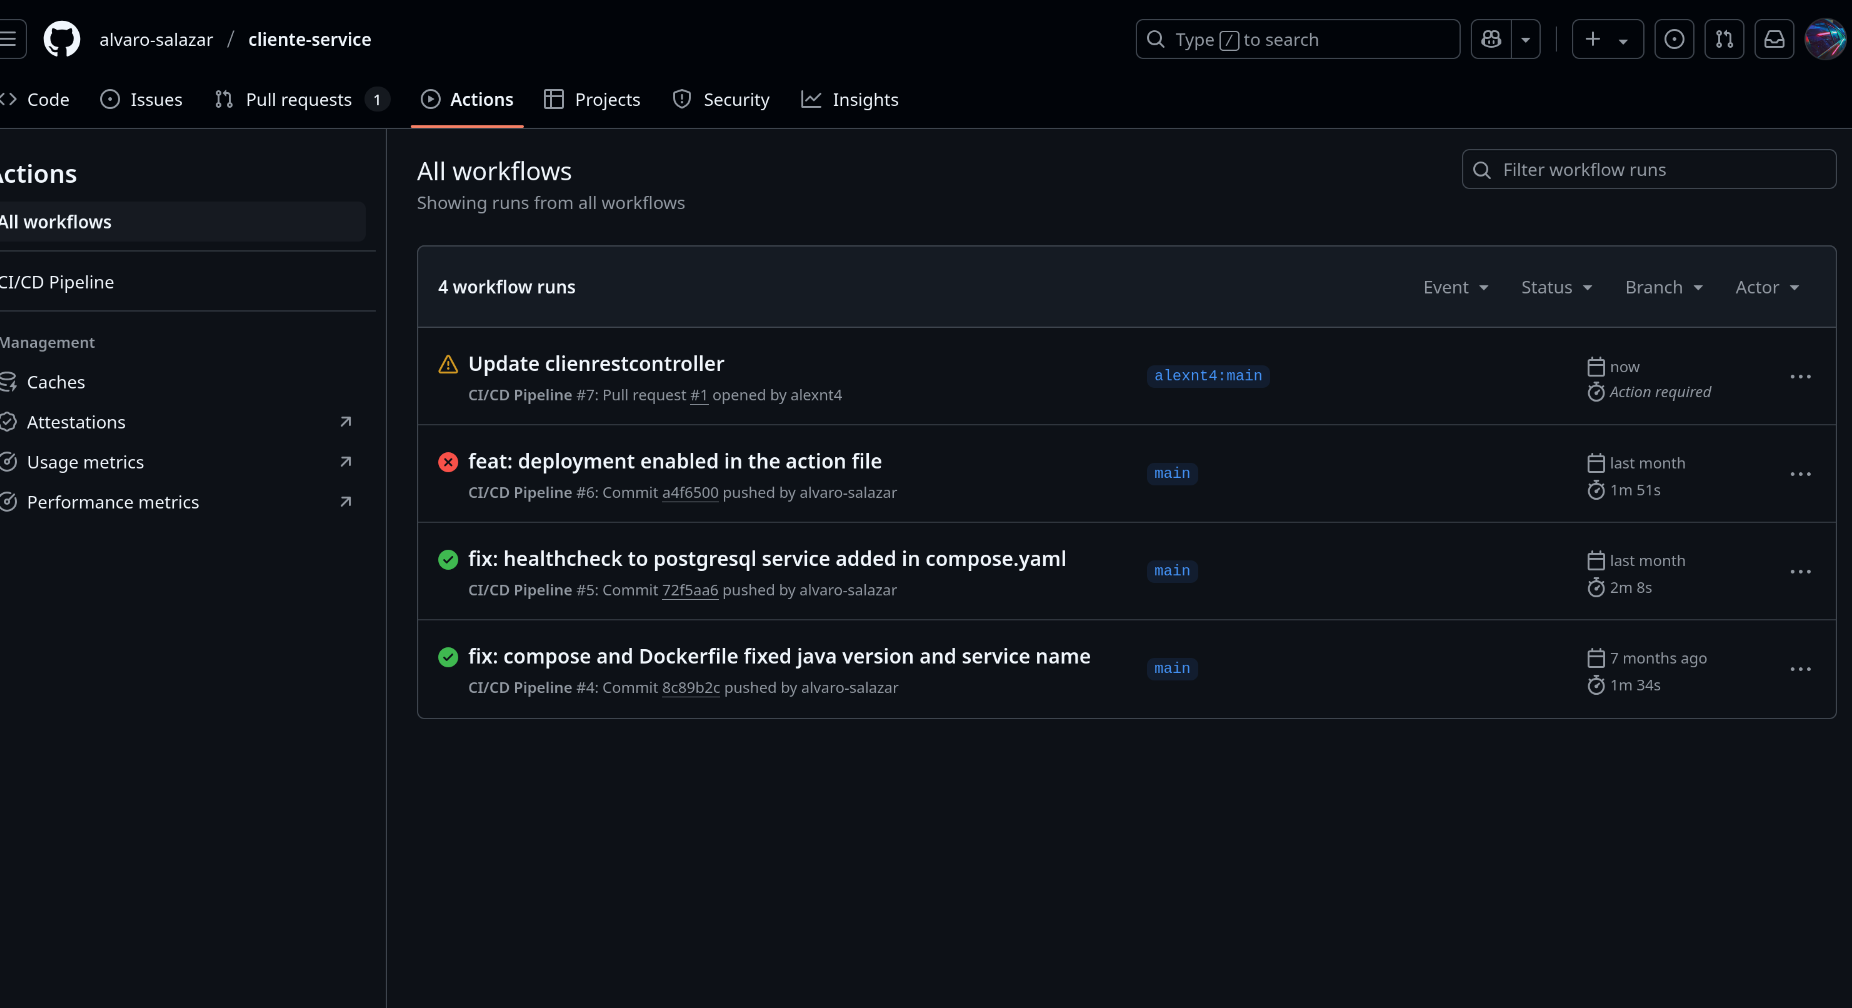 alvaro-salazar / cliente-service
Type / to search
Code
Issues
Pull requests 1
Actions
Projects
Security
Insights
Actions
All workflows
CI/CD Pipeline
Management
Caches
Attestations
Usage metrics
Performance metrics
All workflows
Showing runs from all workflows
Filter workflow runs
4 workflow runs
Event
Status
Branch
Actor
Update clienrestcontroller
CI/CD Pipeline #7: Pull request #1 opened by alexnt4
alexnt4:main
now
Action required
feat: deployment enabled in the action file
CI/CD Pipeline #6: Commit a4f6500 pushed by alvaro-salazar
main
last month
1m 51s
fix: healthcheck to postgresql service added in compose.yaml
CI/CD Pipeline #5: Commit 72f5aa6 pushed by alvaro-salazar
main
last month
2m 8s
fix: compose and Dockerfile fixed java version and service name
CI/CD Pipeline #4: Commit 8c89b2c pushed by alvaro-salazar
main
7 months ago
1m 34s